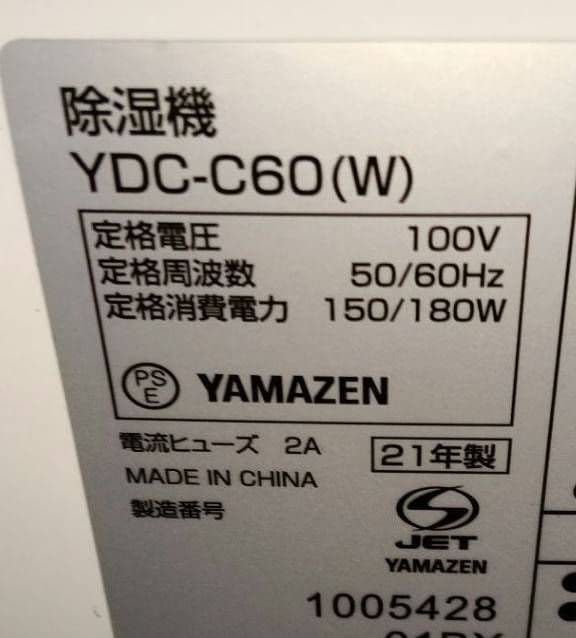 除湿機
YDC-C60(W)
定格電圧 100V
定格周波数 50/60Hz
定格消費電力 150/180W
PS
E YAMAZEN
電流ヒューズ 2A 21年製
MADE IN CHINA
製造番号
JET
YAMAZEN
1005428